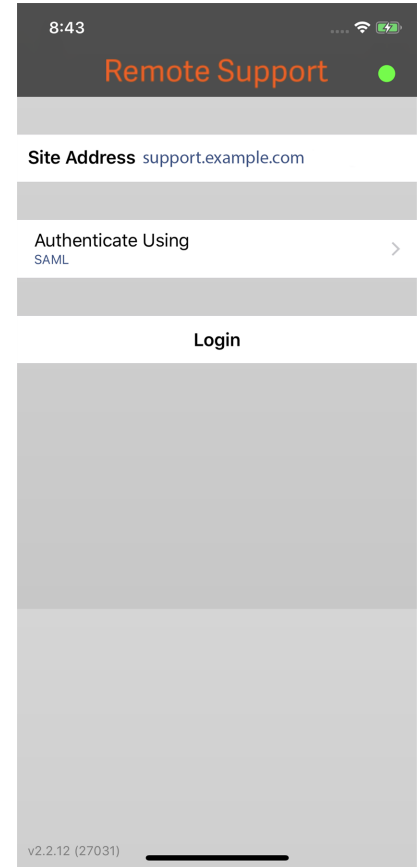 8:43
Remote Support
Site Address support.example.com
Authenticate Using
SAML
Login
v2.2.12 (27031)